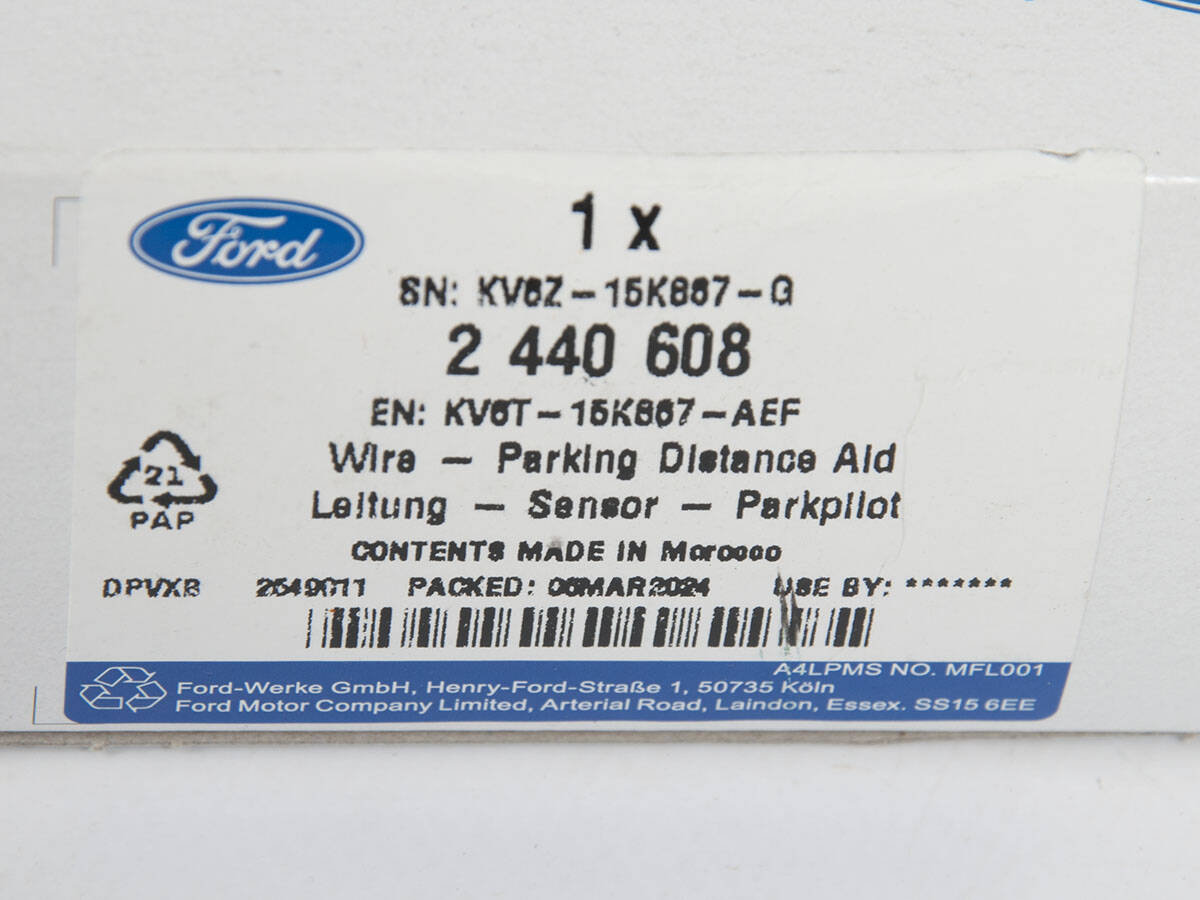 Ford
1 x
SN: KV6Z-15K867-G
2 440 608
EN: KV6T-15K867-AEF
Wire - Parking Distance Aid
Leitung - Sensor - Parkpilot
21
PAP
CONTENTS MADE IN Morocco
DPVXB 2549011 PACKED: 06MAR2024 USE BY: *******
A4LPMS NO. MFL001
Ford-Werke GmbH, Henry-Ford-Straße 1, 50735 Köln
Ford Motor Company Limited, Arterial Road, Laindon, Essex. SS15 6EE